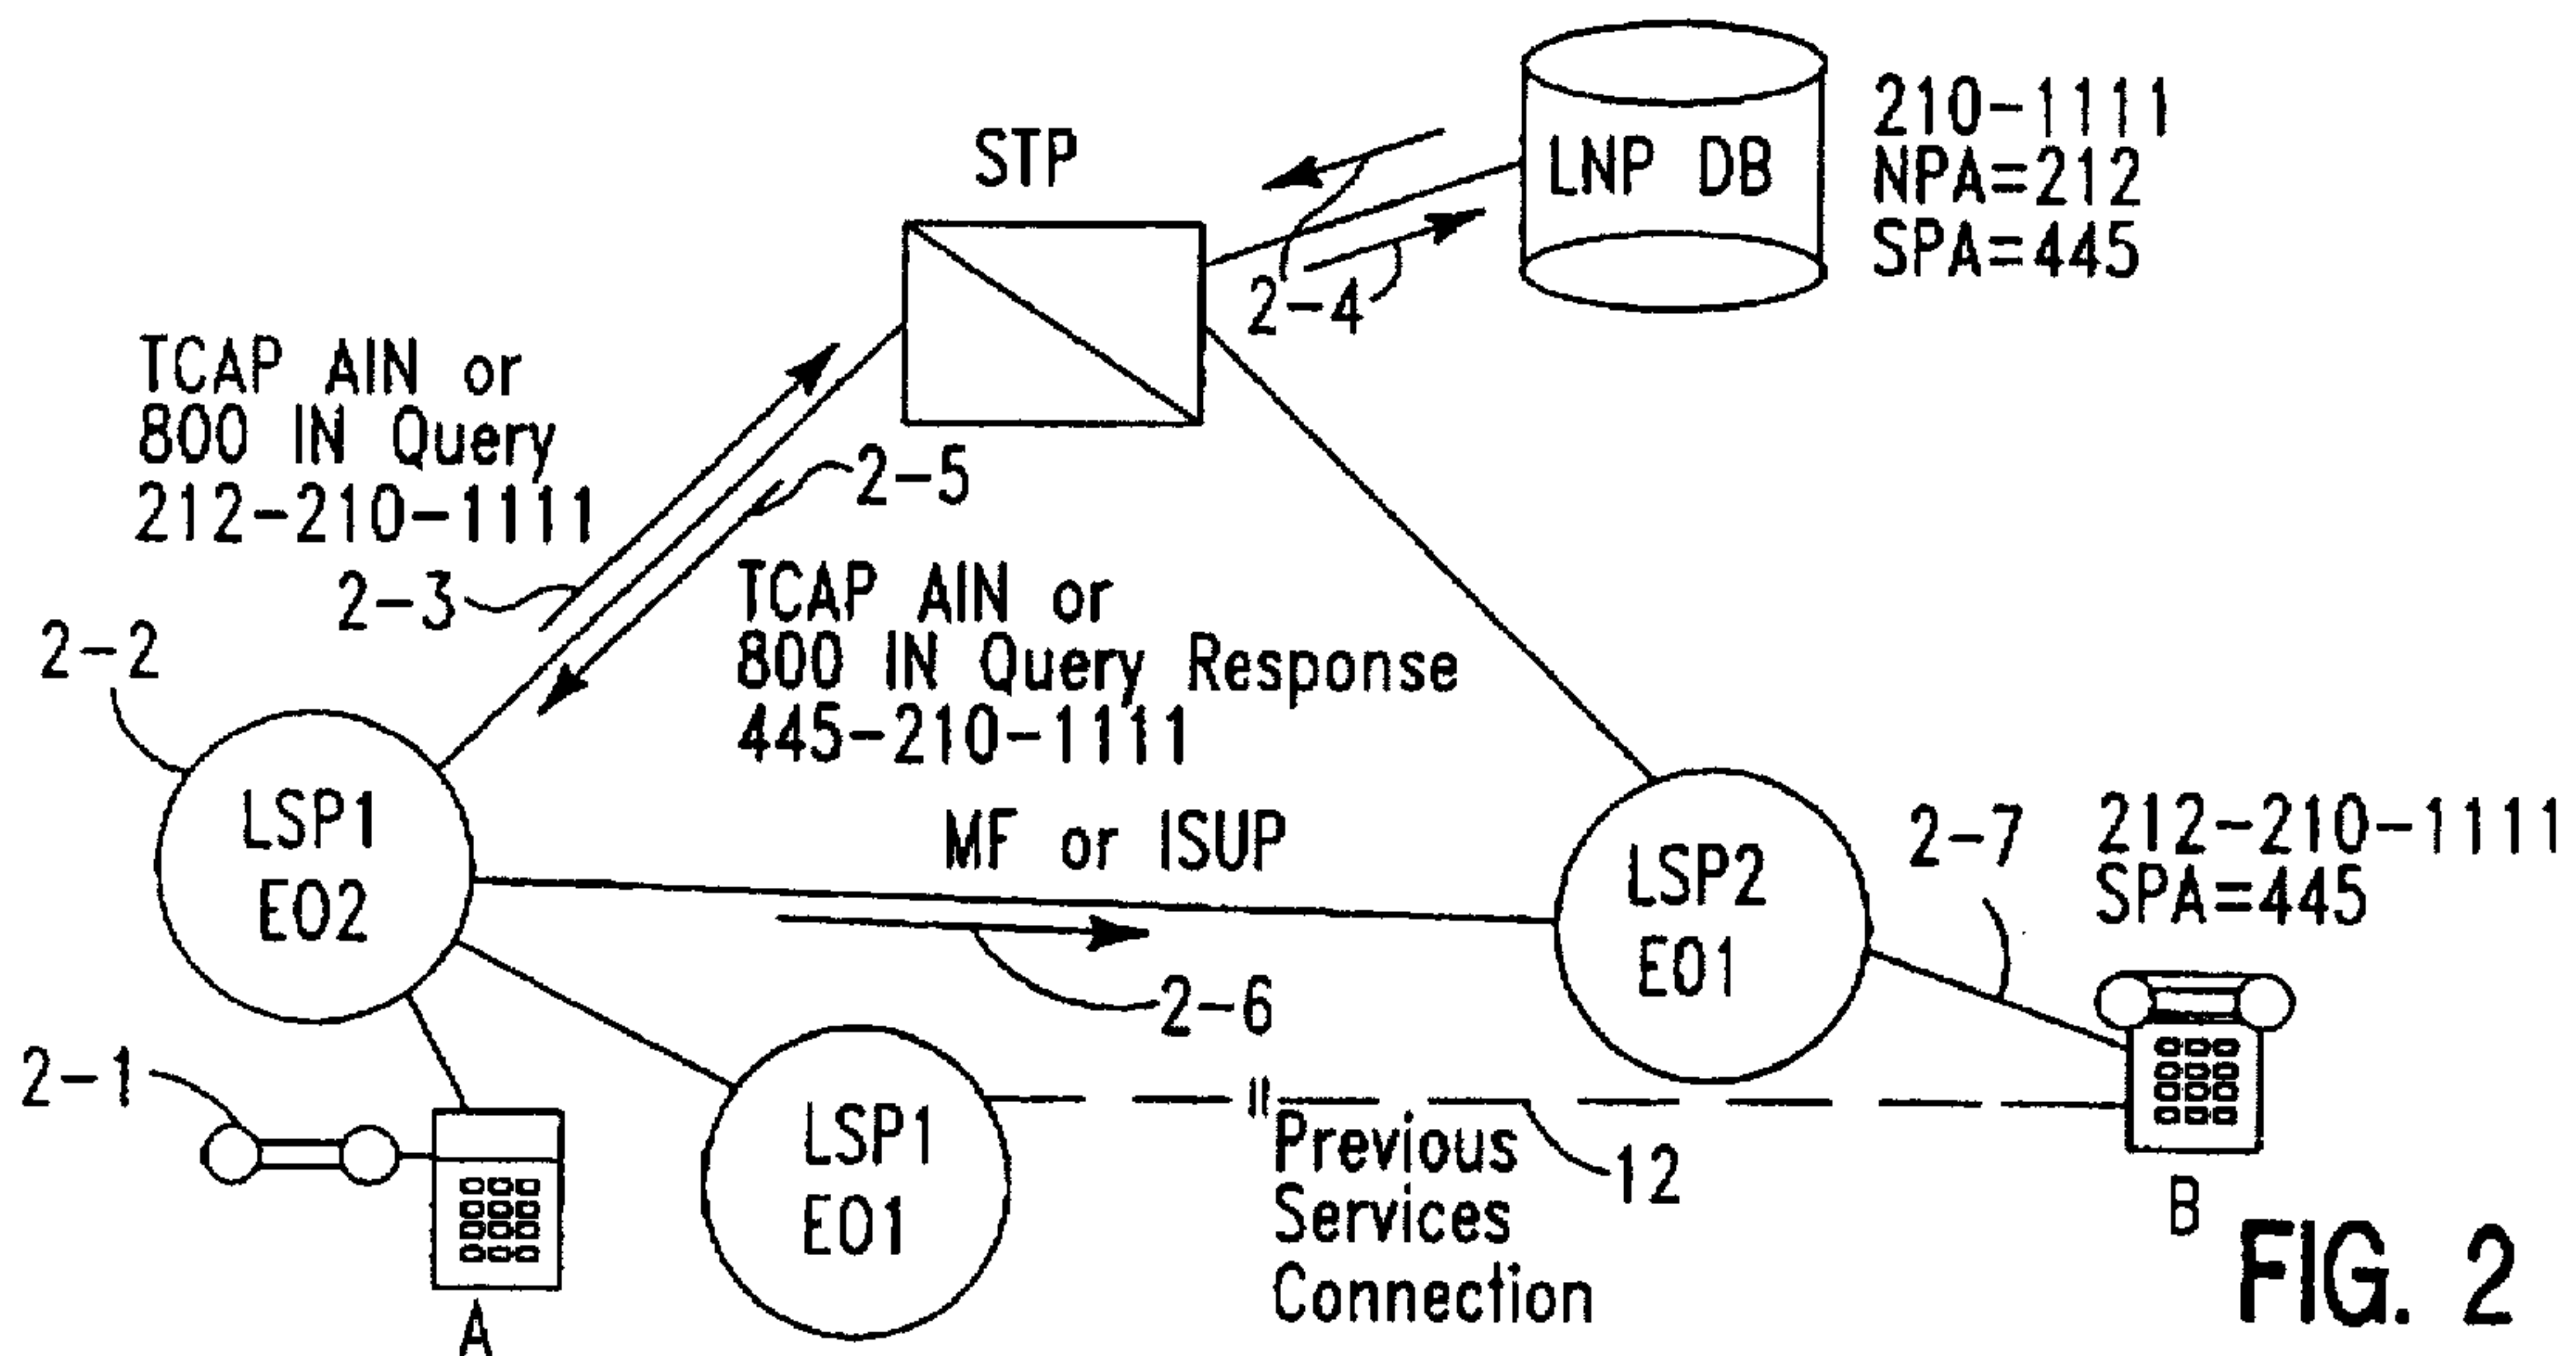 STP
LNP DB
210-1111
NPA=212
SPA=445
2-4
TCAP AIN or
800 IN Query
212-210-1111
2-5
2-3
TCAP AIN or
800 IN Query Response
445-210-1111
2-2
LSP1
EO2
MF or ISUP
2-6
LSP2
EO1
2-7
212-210-1111
SPA=445
2-1
A
LSP1
EO1
Previous
Services
Connection
12
B
FIG. 2